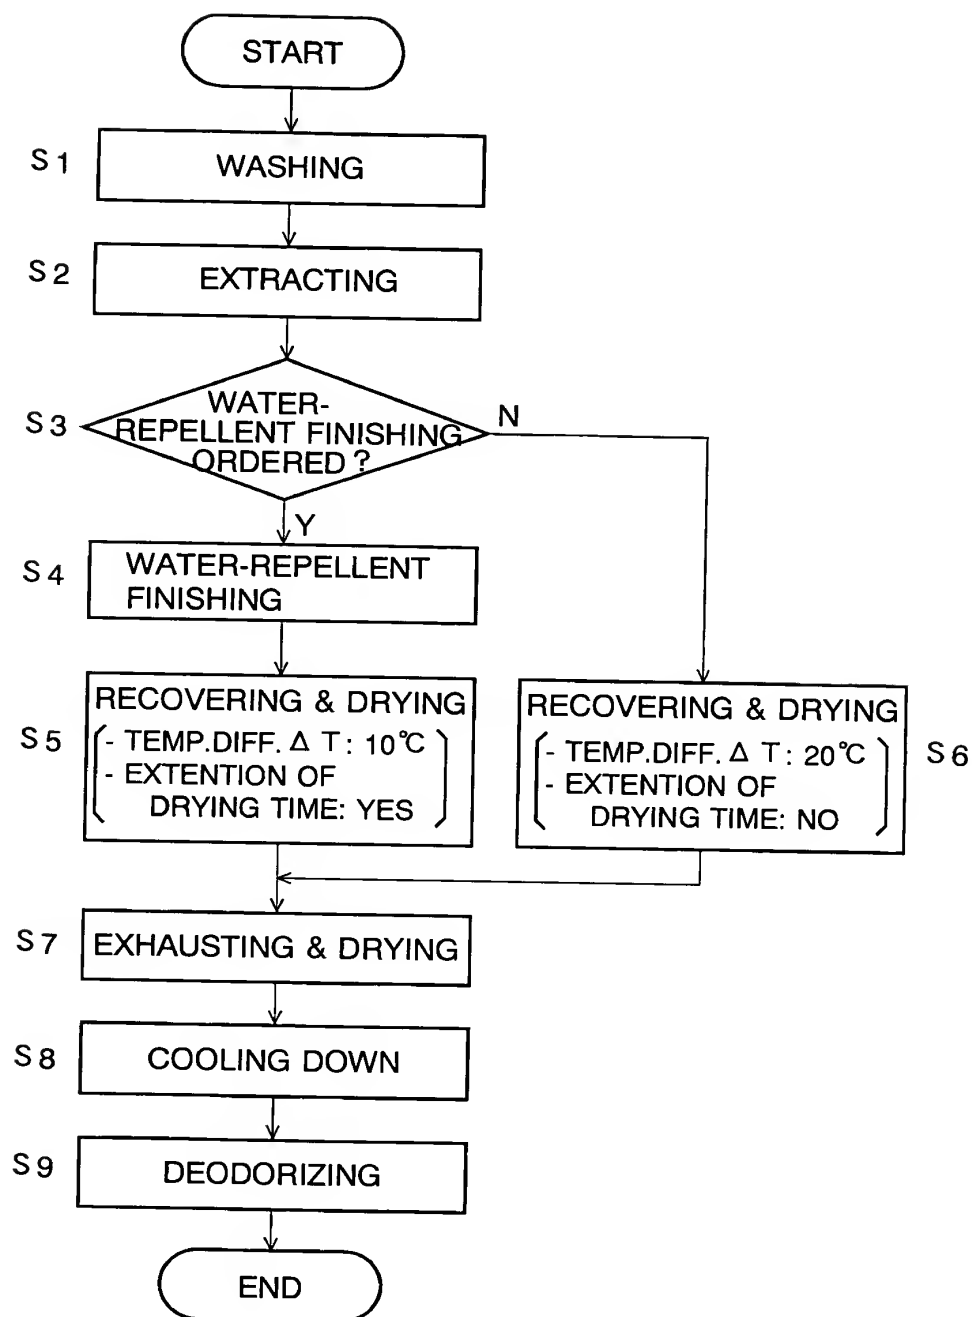 START
S1
WASHING
S2
EXTRACTING
S3
WATER-
REPELLENT FINISHING
ORDERED?
N
Y
S4
WATER-REPELLENT
FINISHING
S5
RECOVERING & DRYING
- TEMP.DIFF. Δ T: 10℃
- EXTENTION OF
DRYING TIME: YES
RECOVERING & DRYING
- TEMP.DIFF. Δ T: 20℃
- EXTENTION OF
DRYING TIME: NO
S6
S7
EXHAUSTING & DRYING
S8
COOLING DOWN
S9
DEODORIZING
END